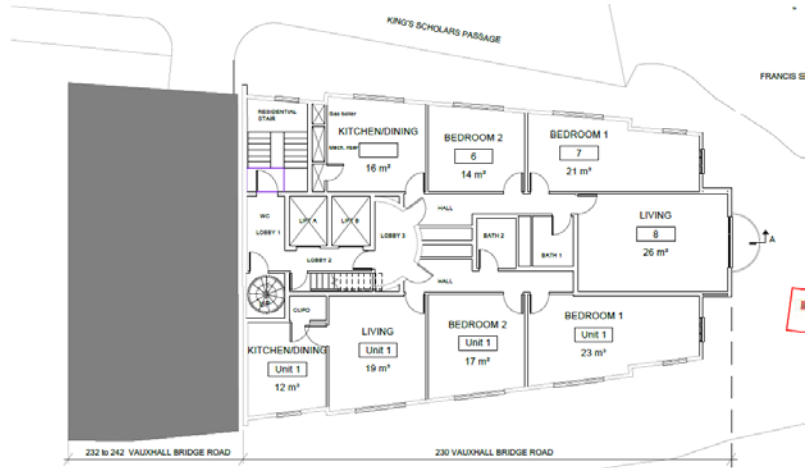 KING'S SCHOLARS PASSAGE
FRANCIS S
RESIDENTIAL
STAIR
Gas boiler
KITCHEN/DINING
16 m²
BEDROOM 2
6
14 m²
BEDROOM 1
7
21 m²
WC
LOBBY 1
LIFT A
LIFT B
LOBBY 3
HALL
BATH 2
BATH 1
LIVING
8
26 m²
A
LOBBY 2
HALL
UP
CUPD
KITCHEN/DINING
Unit 1
12 m²
LIVING
Unit 1
19 m²
BEDROOM 2
Unit 1
17 m²
BEDROOM 1
Unit 1
23 m²
232 to 242 VAUXHALL BRIDGE ROAD
230 VAUXHALL BRIDGE ROAD